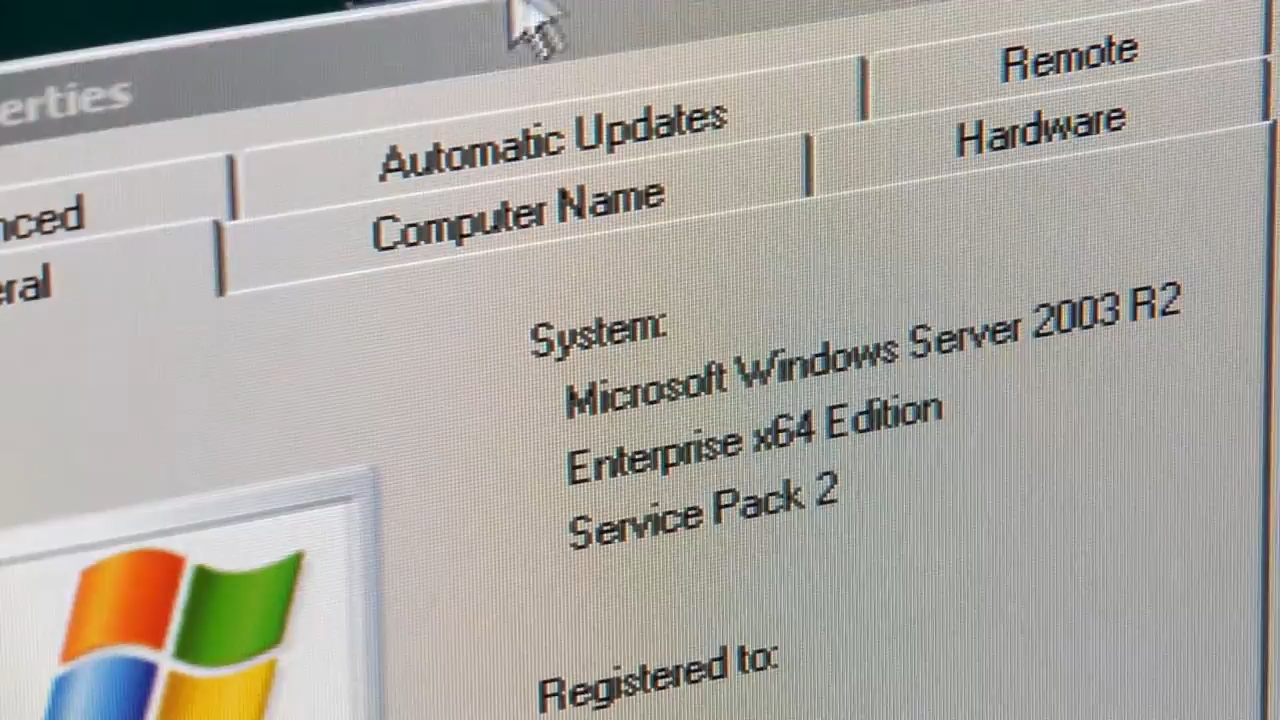 erties
Automatic Updates
Remote
nced
Computer Name
Hardware
eral
System:
Microsoft Windows Server 2003 R2
Enterprise x64 Edition
Service Pack 2
Registered to: